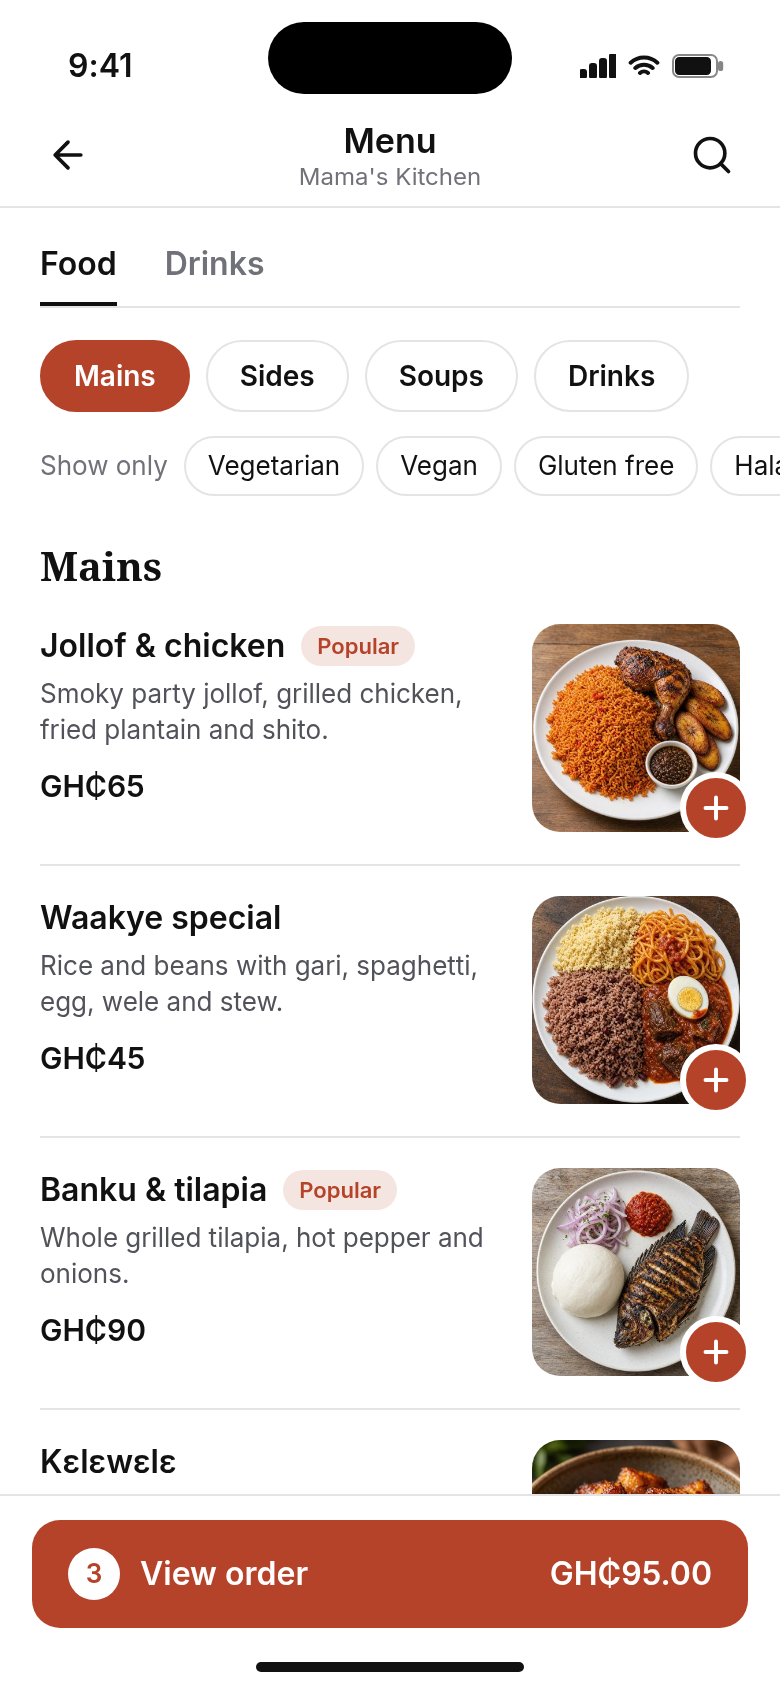 9:41
Menu
Mama's Kitchen
Food Drinks
Mains Sides Soups Drinks
Show only Vegetarian Vegan Gluten free Hala
Mains
Jollof & chicken Popular
Smoky party jollof, grilled chicken,
fried plantain and shito.
GH₵65
Waakye special
Rice and beans with gari, spaghetti,
egg, wele and stew.
GH₵45
Banku & tilapia Popular
Whole grilled tilapia, hot pepper and
onions.
GH₵90
Kɛlɛwɛlɛ
3 View order GH₵95.00